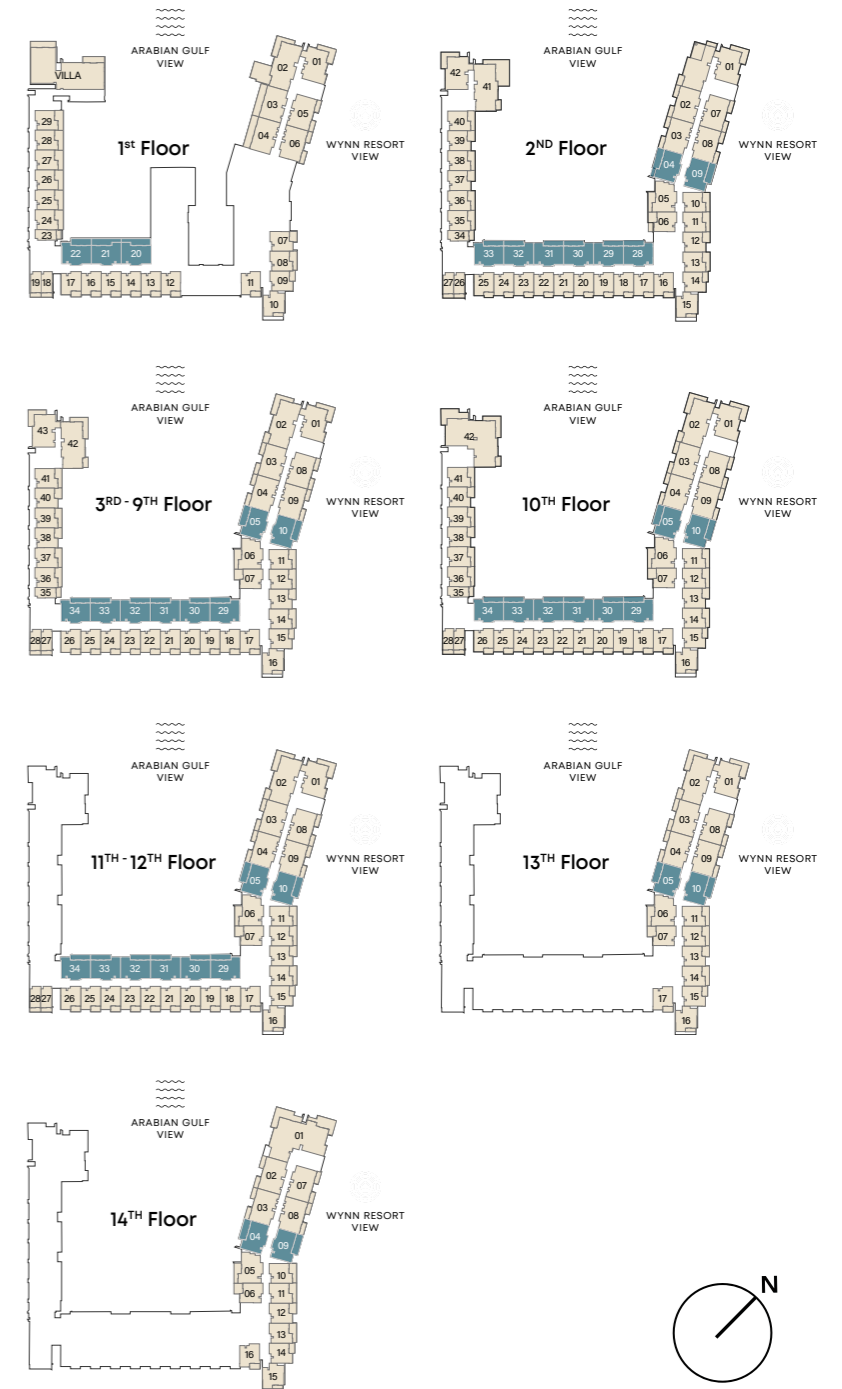 ARABIAN GULF
VIEW
VILLA
02
01
03
05
04
06
29
28
27
26
25
24
23
1st Floor
WYNN RESORT
VIEW
22 21 20
07
08
09
10
19 18 17 16 15 14 13 12 11
ARABIAN GULF
VIEW
42
41
01
02
07
03
08
04
09
40
39
38
37
36
35
34
2ND Floor
WYNN RESORT
VIEW
05
06
10
11
12
13
14
15
33 32 31 30 29 28
27 26 25 24 23 22 21 20 19 18 17 16
ARABIAN GULF
VIEW
43
42
02
01
03
08
04
09
05
10
41
40
39
38
37
36
35
3RD - 9TH Floor
WYNN RESORT
VIEW
06
07
11
12
13
14
15
16
34 33 32 31 30 29
28 27 26 25 24 23 22 21 20 19 18 17
ARABIAN GULF
VIEW
42
02
01
03
08
04
09
05
10
41
40
39
38
37
36
35
10TH Floor
WYNN RESORT
VIEW
06
07
11
12
13
14
15
16
34 33 32 31 30 29
28 27 26 25 24 23 22 21 20 19 18 17
ARABIAN GULF
VIEW
02
01
03
08
04
09
05
10
11TH - 12TH Floor
WYNN RESORT
VIEW
06
07
11
12
13
14
15
16
34 33 32 31 30 29
28 27 26 25 24 23 22 21 20 19 18 17
ARABIAN GULF
VIEW
02
01
03
08
04
09
05
10
13TH Floor
WYNN RESORT
VIEW
06
07
11
12
13
14
15
16
17
ARABIAN GULF
VIEW
01
02
07
03
08
04
09
14TH Floor
WYNN RESORT
VIEW
05
06
10
11
12
13
14
15
16
N